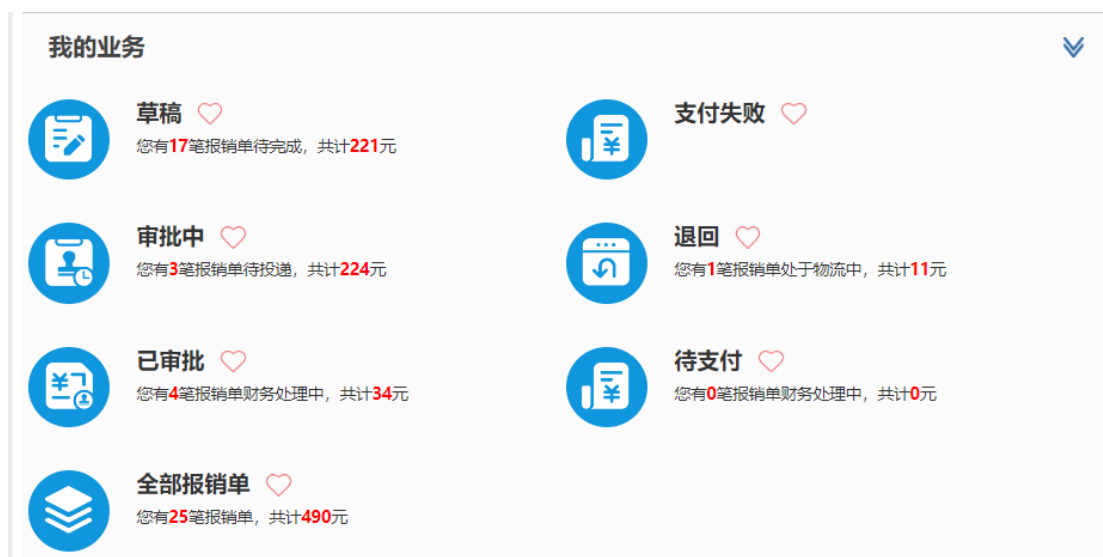 我的业务
草稿
您有17笔报销单待完成，共计221元
支付失败
审批中
您有3笔报销单待投递，共计224元
退回
您有1笔报销单处于物流中，共计11元
已审批
您有4笔报销单财务处理中，共计34元
待支付
您有0笔报销单财务处理中，共计0元
全部报销单
您有25笔报销单，共计490元